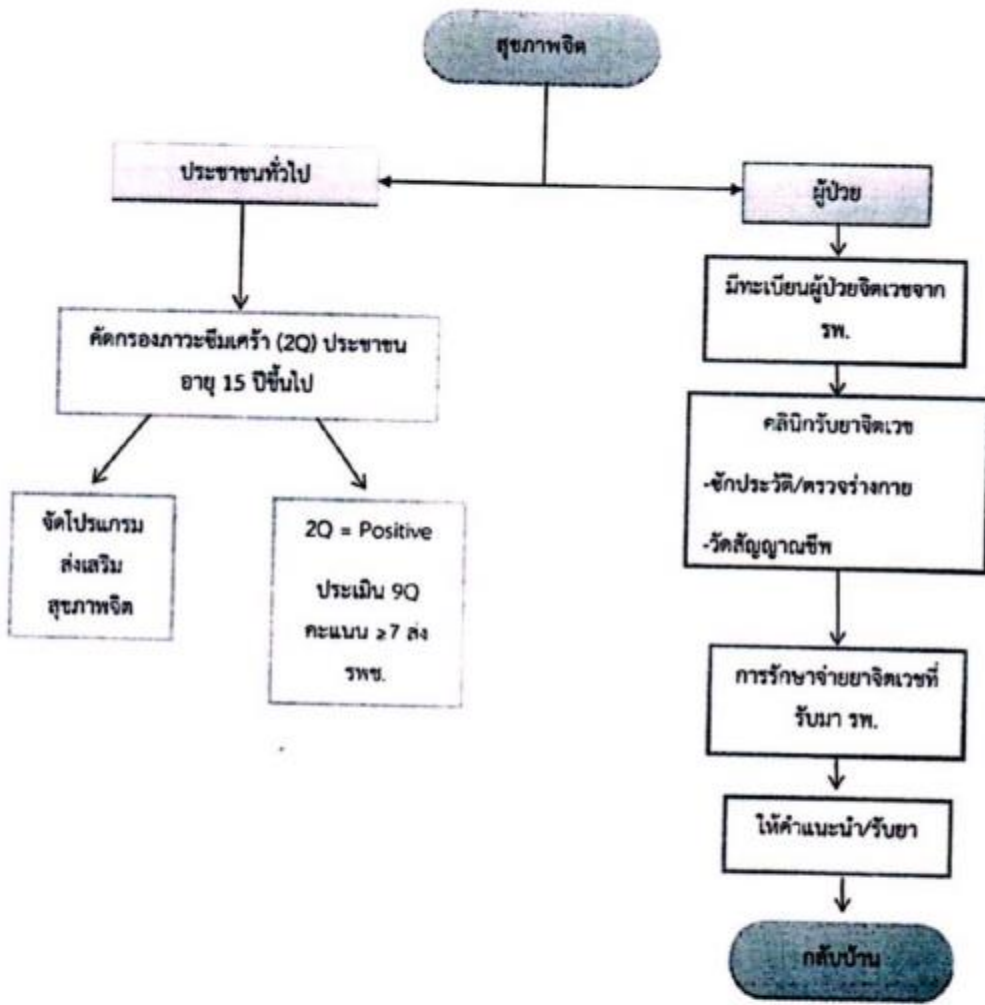 สุขภาพจิต
ประชาชนทั่วไป
คัดกรองภาวะซึมเศร้า (2Q) ประชาชน
อายุ 15 ปีขึ้นไป
จัดโปรแกรม
ส่งเสริม
สุขภาพจิต
2Q = Positive
ประเมิน 9Q
คะแนน ≥7 ส่ง
รพช.
ผู้ป่วย
มีทะเบียนผู้ป่วยจิตเวชจาก
รพ.
คลินิกรับยาจิตเวช
-ซักประวัติ/ตรวจร่างกาย
-วัดสัญญาณชีพ
การรักษาจ่ายยาจิตเวชที่
รับมา รพ.
ให้คำแนะนำ/รับยา
กลับบ้าน